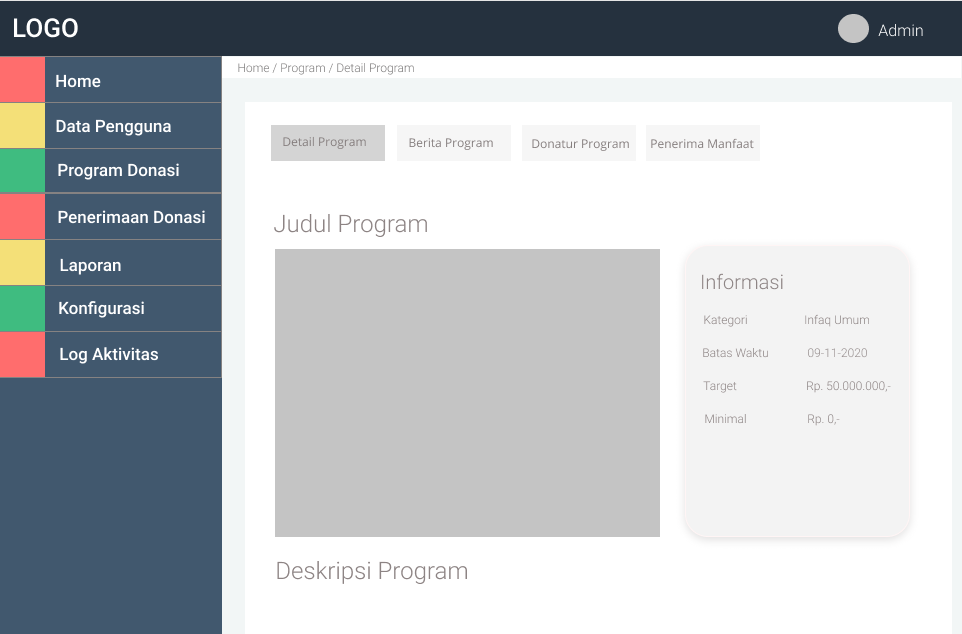 LOGO
Admin
Home
Data Pengguna
Program Donasi
Penerimaan Donasi
Laporan
Konfigurasi
Log Aktivitas
Home / Program / Detail Program
Detail Program
Berita Program
Donatur Program
Penerima Manfaat
Judul Program
Informasi
Kategori Infaq Umum
Batas Waktu 09-11-2020
Target Rp. 50.000.000,-
Minimal Rp. 0,-
Deskripsi Program